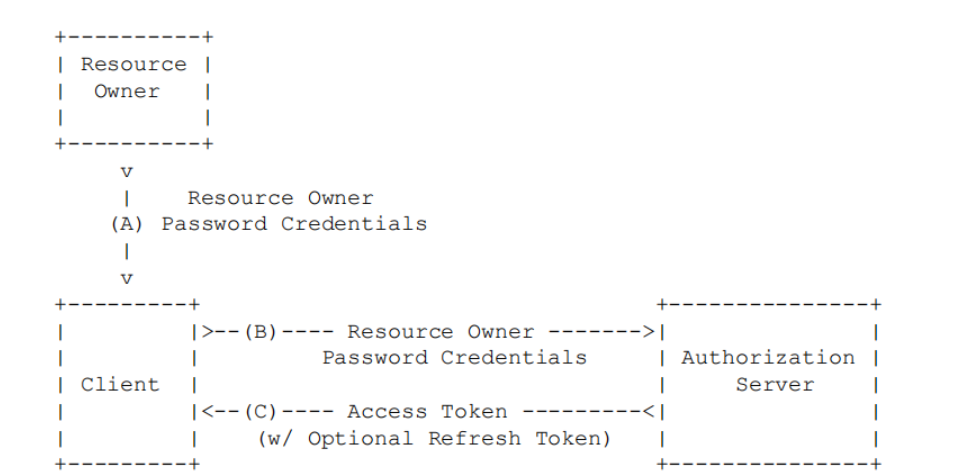 +----------+
| Resource |
|  Owner   |
|          |
+----------+
     v
     |    Resource Owner
    (A) Password Credentials
     |
     v
+---------+                                  +---------------+
|         |>--(B)---- Resource Owner ------->|               |
|         |         Password Credentials     | Authorization |
| Client  |                                  |     Server    |
|         |<--(C)---- Access Token ---------<|               |
|         |    (w/ Optional Refresh Token)   |               |
+---------+                                  +---------------+